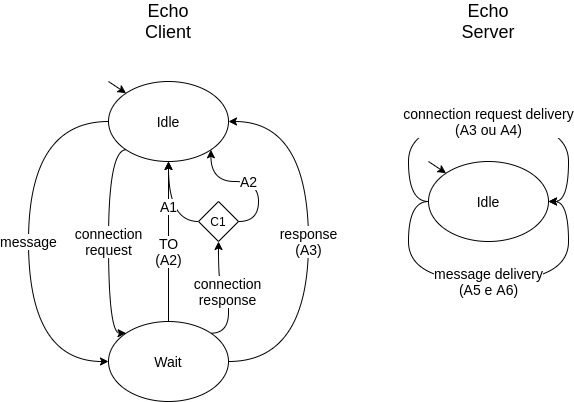 Echo
Client
Echo
Server
Idle
connection request delivery
(A3 ou A4)
Idle
A1
A2
C1
message
connection
request
TO
(A2)
response
(A3)
connection
response
message delivery
(A5 e A6)
Wait